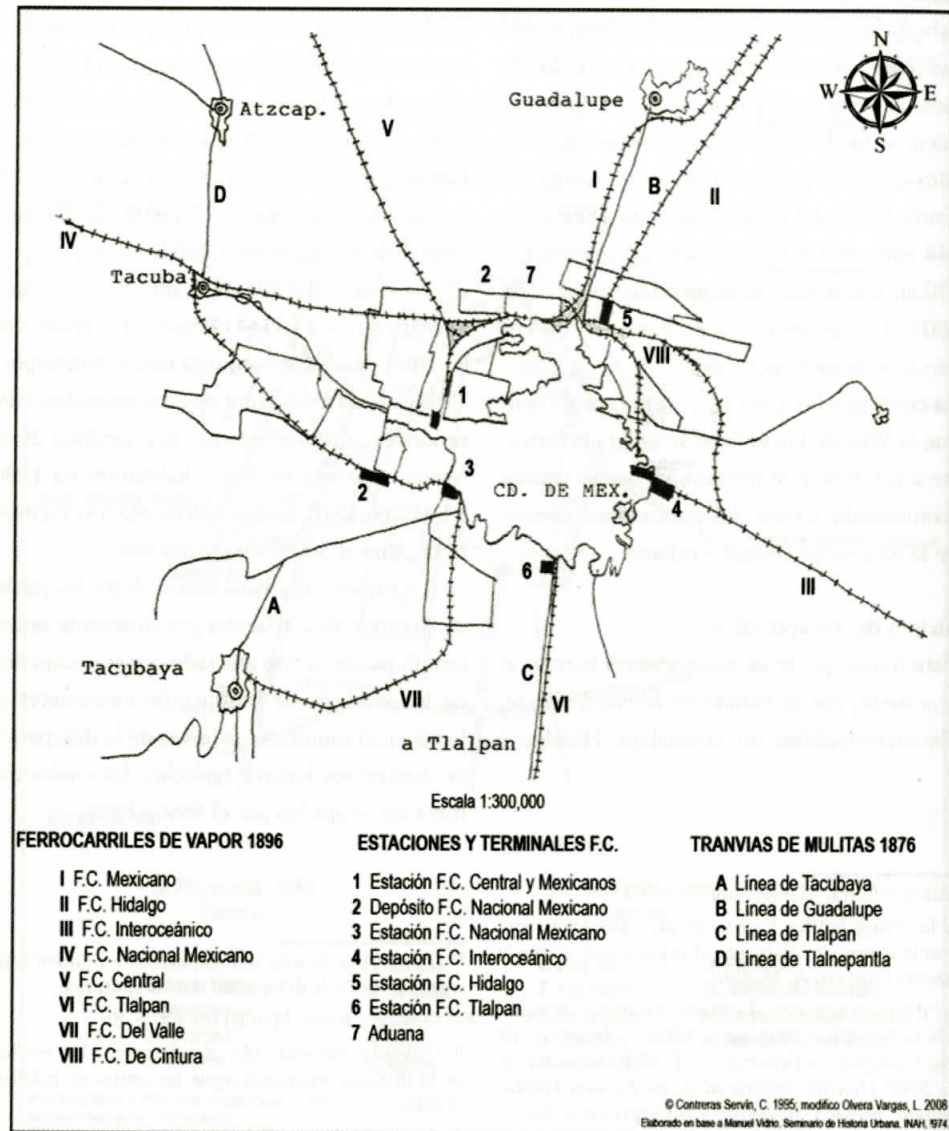 N
W E
S
Atzcap.
Guadalupe
V
I
B
II
D
IV
Tacuba
2
7
5
VIII
1
3
2
CD. DE MEX.
4
6
III
A
Tacubaya
C
VII
VI
a Tlalpan
Escala 1:300,000
FERROCARRILES DE VAPOR 1896
I F.C. Mexicano
II F.C. Hidalgo
III F.C. Interoceánico
IV F.C. Nacional Mexicano
V F.C. Central
VI F.C. Tlalpan
VII F.C. Del Valle
VIII F.C. De Cintura
ESTACIONES Y TERMINALES F.C.
1 Estación F.C. Central y Mexicanos
2 Depósito F.C. Nacional Mexicano
3 Estación F.C. Nacional Mexicano
4 Estación F.C. Interoceánico
5 Estación F.C. Hidalgo
6 Estación F.C. Tlalpan
7 Aduana
TRANVIAS DE MULITAS 1876
A Línea de Tacubaya
B Línea de Guadalupe
C Línea de Tlalpan
D Línea de Tlalnepantla
© Contreras Servín, C. 1995; modifico Olvera Vargas, L. 2008
Elaborado en base a Manuel Vidrio. Seminario de Historia Urbana. INAH, 1974